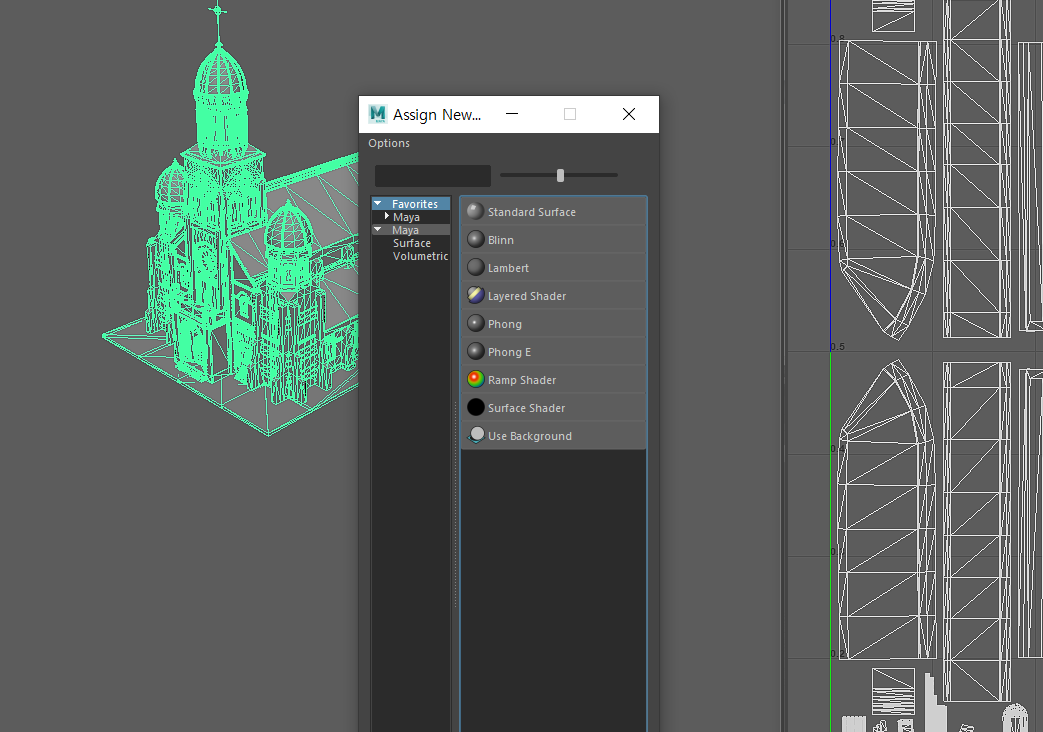 Assign New...
Options
Favorites
Maya
Maya
Surface
Volumetric
Standard Surface
Blinn
Lambert
Layered Shader
Phong
Phong E
Ramp Shader
Surface Shader
Use Background
0.5